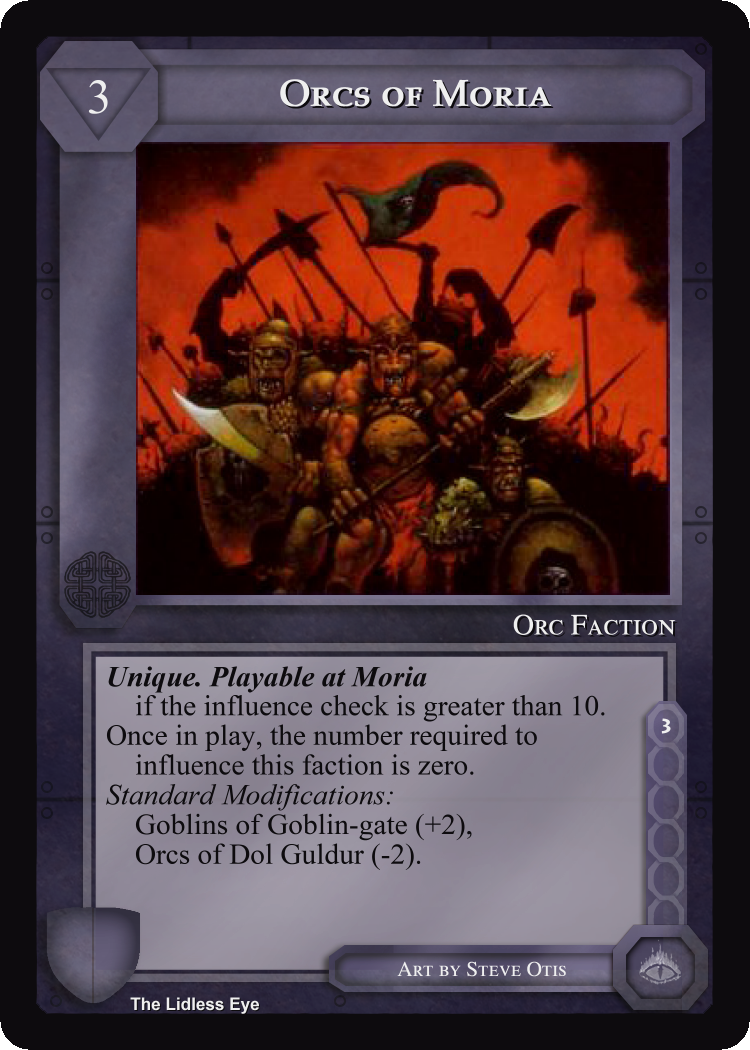 3
Orcs of Moria
Orc Faction
Unique. Playable at Moria
if the influence check is greater than 10.
Once in play, the number required to
influence this faction is zero.
Standard Modifications:
Goblins of Goblin-gate (+2),
Orcs of Dol Guldur (-2).
3
Art by Steve Otis
The Lidless Eye